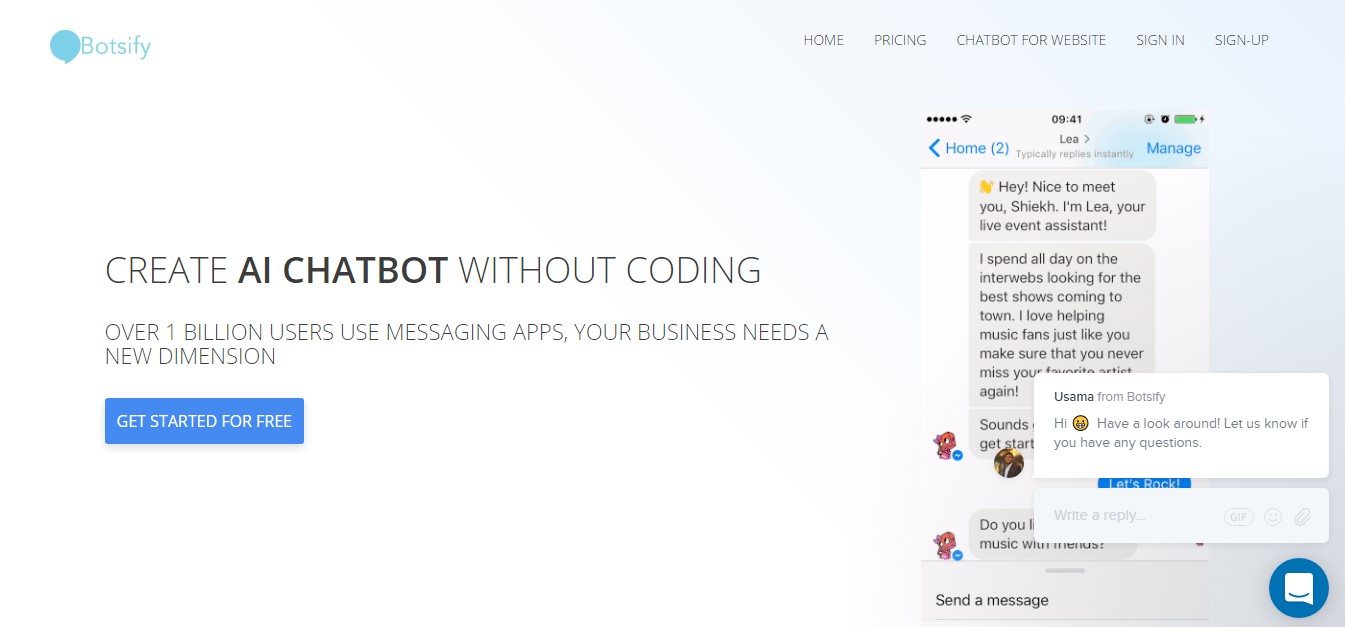 Botsify
HOME
PRICING
CHATBOT FOR WEBSITE
SIGN IN
SIGN-UP
CREATE AI CHATBOT WITHOUT CODING
OVER 1 BILLION USERS USE MESSAGING APPS, YOUR BUSINESS NEEDS A
NEW DIMENSION
GET STARTED FOR FREE
09:41
Home (2)
Lea
Typically replies instantly
Manage
👋 Hey! Nice to meet
you, Shiekh. I'm Lea, your
live event assistant!
I spend all day on the
interwebs looking for the
best shows coming to
town. I love helping
music fans just like you
make sure that you never
miss your favorite artist
again!
Sounds
get start
Let's Rock!
Do you li
music with friends?
Send a message
Usama from Botsify
Hi 😁 Have a look around! Let us know if
you have any questions.
Write a reply...
GIF